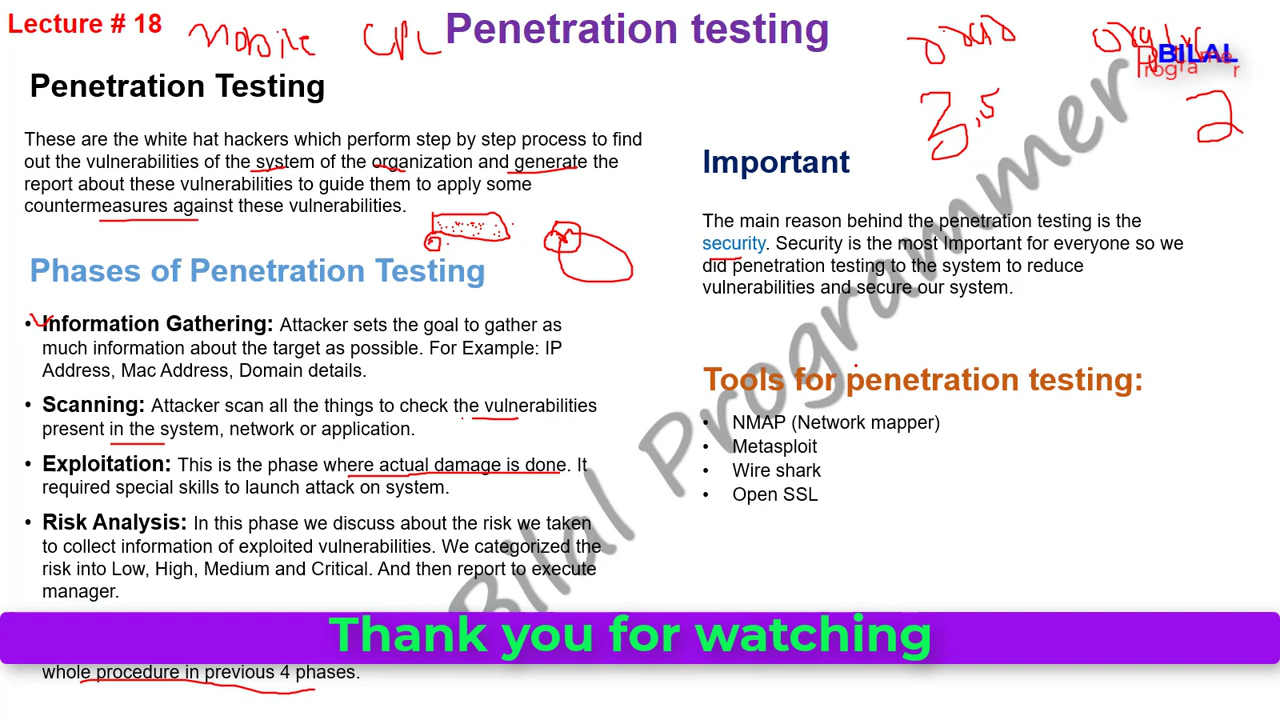 Lecture # 18
Mobile
Penetration testing
BILAL
Programmer
3.5
2
Penetration Testing
These are the white hat hackers which perform step by step process to find
out the vulnerabilities of the system of the organization and generate the
report about these vulnerabilities to guide them to apply some
countermeasures against these vulnerabilities.
Phases of Penetration Testing
• Information Gathering: Attacker sets the goal to gather as
much information about the target as possible. For Example: IP
Address, Mac Address, Domain details.
• Scanning: Attacker scan all the things to check the vulnerabilities
present in the system, network or application.
• Exploitation: This is the phase where actual damage is done. It
required special skills to launch attack on system.
• Risk Analysis: In this phase we discuss about the risk we taken
to collect information of exploited vulnerabilities. We categorized the
risk into Low, High, Medium and Critical. And then report to execute
manager.
whole procedure in previous 4 phases.
Important
The main reason behind the penetration testing is the
security. Security is the most Important for everyone so we
did penetration testing to the system to reduce
vulnerabilities and secure our system.
Tools for penetration testing:
• NMAP (Network mapper)
• Metasploit
• Wire shark
• Open SSL
Bilal Programmer
Thank you for watching